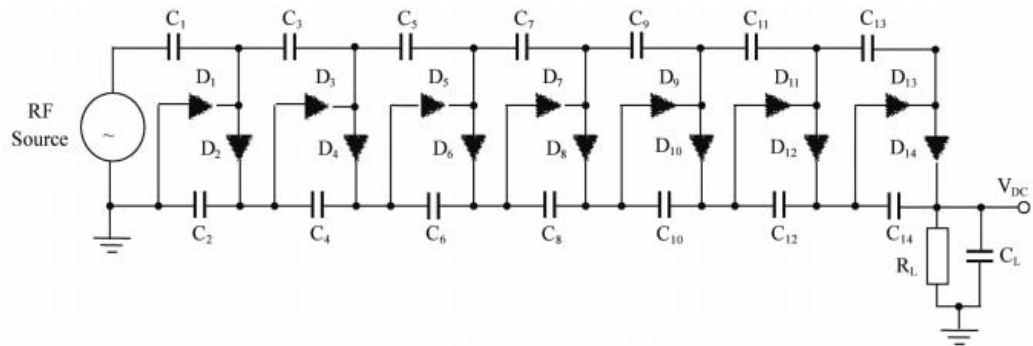 C1 C3 C5 C7 C9 C11 C13
D1 D3 D5 D7 D9 D11 D13
RF
Source
~
D2 D4 D6 D8 D10 D12 D14
VDC
C2 C4 C6 C8 C10 C12 C14
RL CL